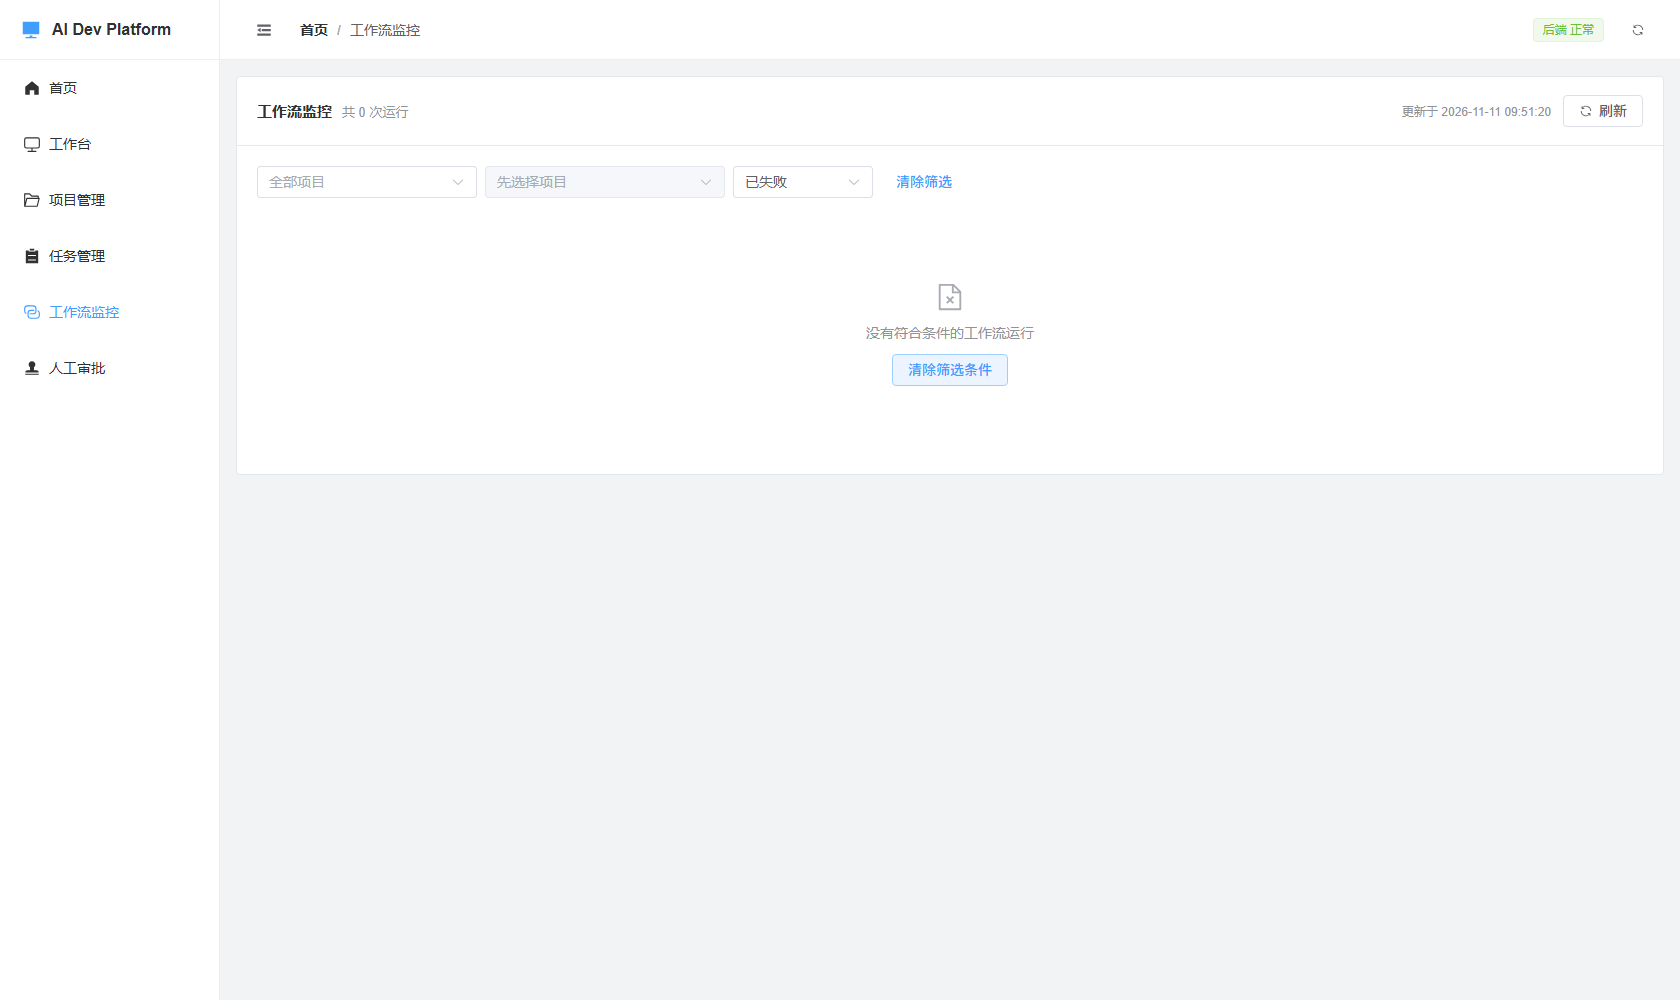 AI Dev Platform
首页 / 工作流监控
后端 正常
首页
工作台
项目管理
任务管理
工作流监控
人工审批
工作流监控 共 0 次运行
更新于 2026-11-11 09:51:20
刷新
全部项目
先选择项目
已失败
清除筛选
没有符合条件的工作流运行
清除筛选条件